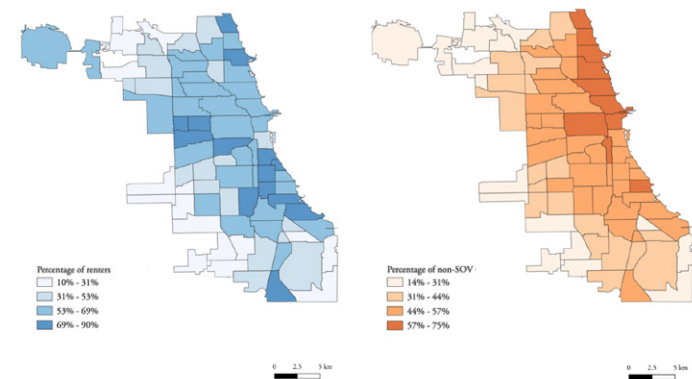 Percentage of renters
10% - 31%
31% - 53%
53% - 69%
69% - 90%
0 2.5 5 km
Percentage of non-SOV
14% - 31%
31% - 44%
44% - 57%
57% - 75%
0 2.5 5 km